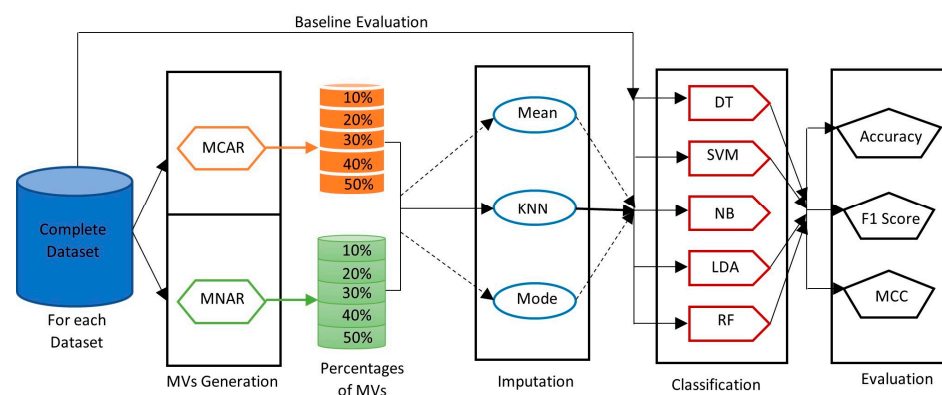 Baseline Evaluation
Complete
Dataset
For each
Dataset
MCAR
MNAR
MVs Generation
10%
20%
30%
40%
50%
10%
20%
30%
40%
50%
Percentages
of MVs
Mean
KNN
Mode
Imputation
DT
SVM
NB
LDA
RF
Classification
Accuracy
F1 Score
MCC
Evaluation